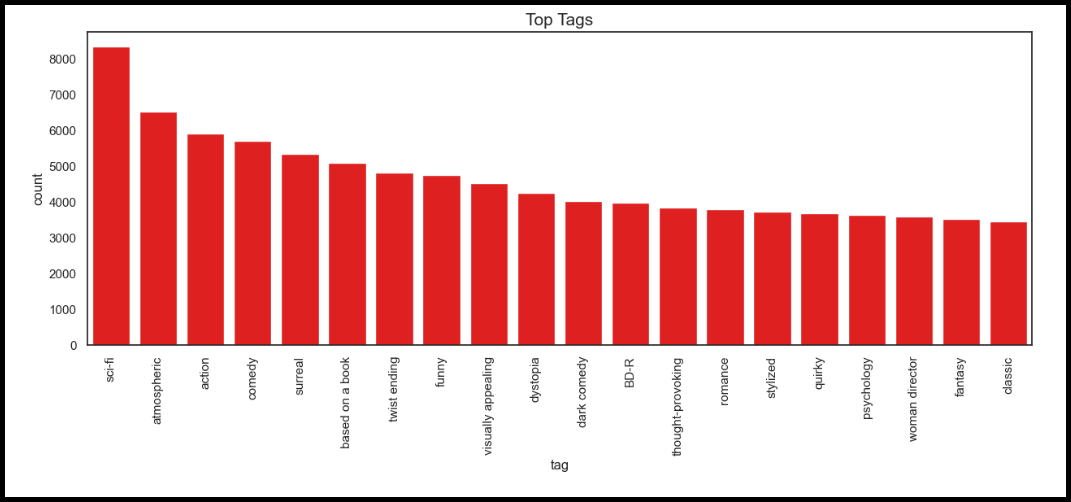 Top Tags
8000
7000
6000
5000
4000
3000
2000
1000
0
count
sci-fi
atmospheric
action
comedy
surreal
based on a book
twist ending
funny
visually appealing
dystopia
dark comedy
BD-R
thought-provoking
romance
stylized
quirky
psychology
woman director
fantasy
classic
tag